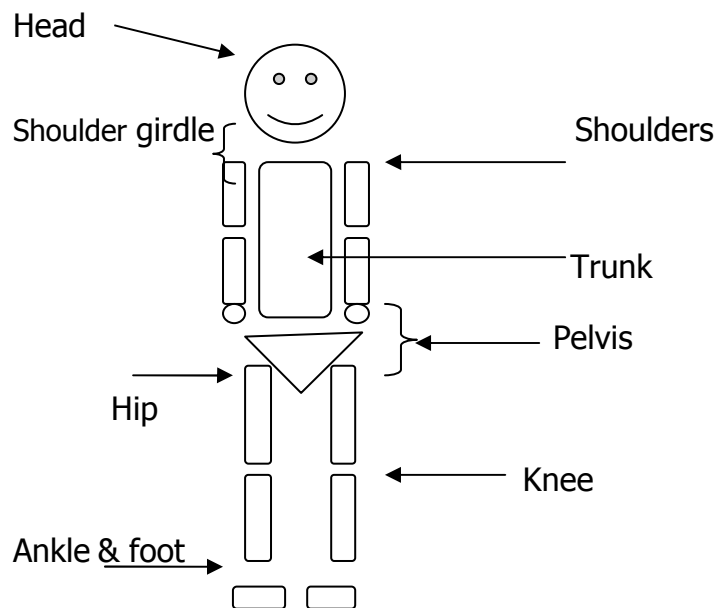 Head
Shoulder girdle
Shoulders
Trunk
Pelvis
Hip
Knee
Ankle & foot